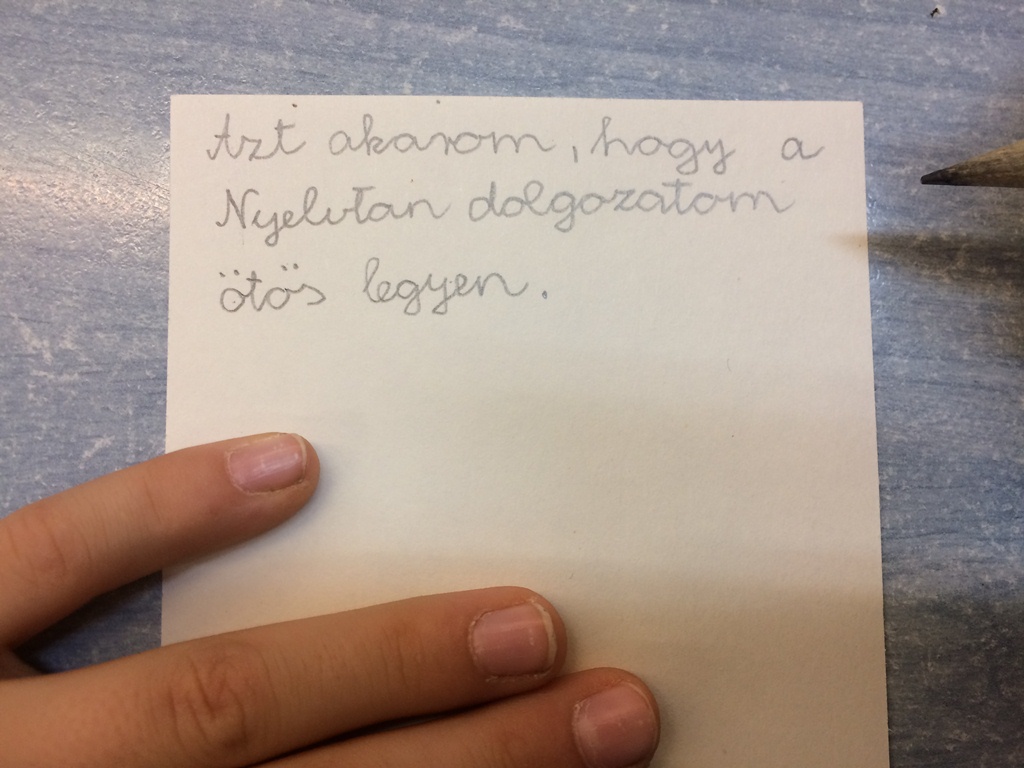 Azt akarom, hogy a
Nyelvtan dolgozatom
ötös legyen.